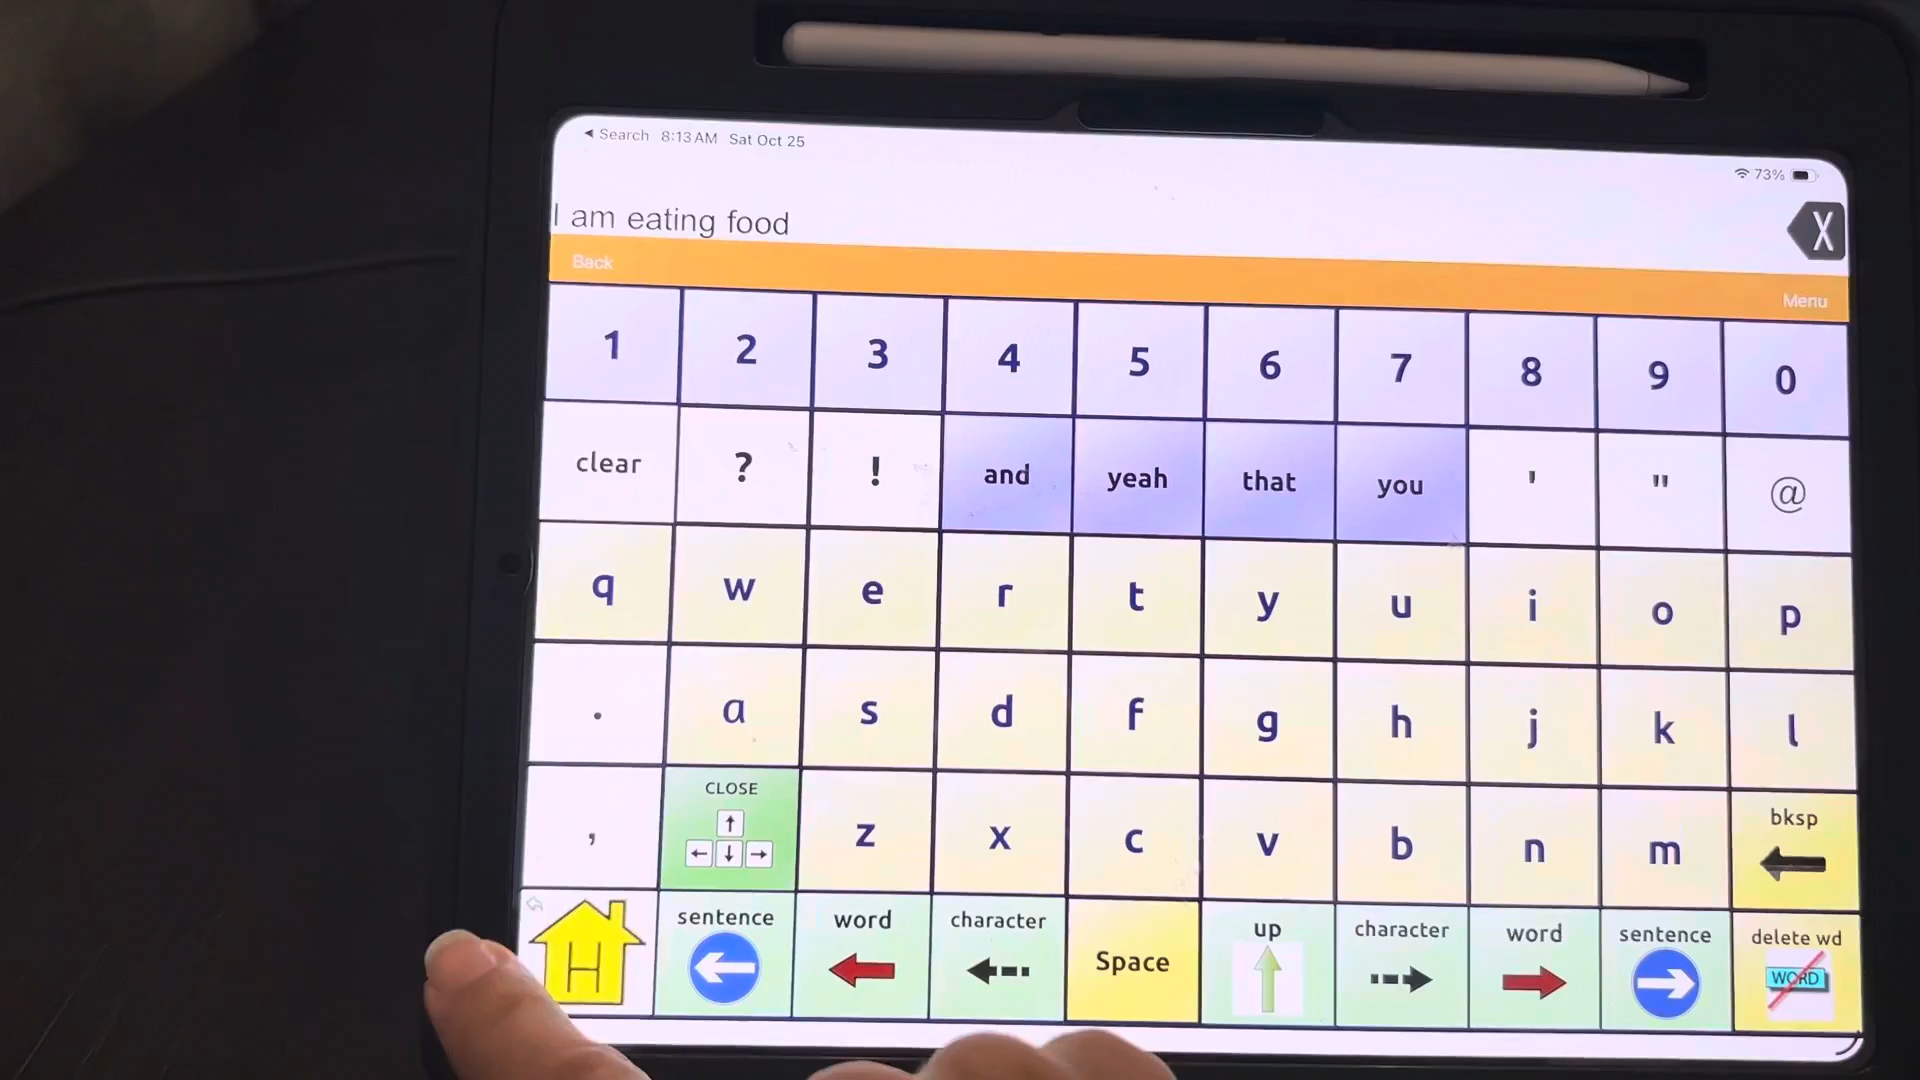 Search 8:13 AM Sat Oct 25
73%
I am eating food
X
Back
Menu
1 2 3 4 5 6 7 8 9 0
clear ? ! and yeah that you ' " @
q w e r t y u i o p
. a s d f g h j k l
, CLOSE z x c v b n m bksp
H sentence word character Space up character word sentence delete wd
WORD